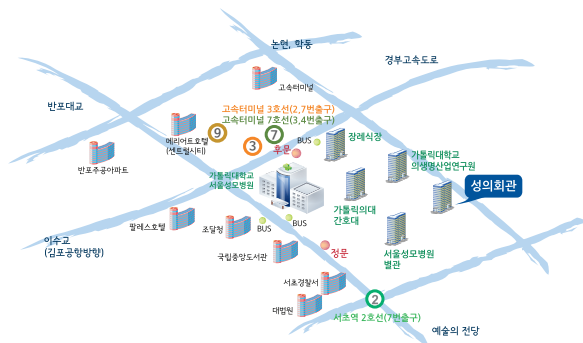 논현, 학동
경부고속도로
고속터미널
반포대교
고속터미널 3호선(2,7번출구)
고속터미널 7호선(3,4번출구)
9
7
3
메리어트호텔
(센트럴시티)
BUS
장례식장
후문
반포주공아파트
가톨릭대학교
의생명산업연구원
가톨릭대학교
서울성모병원
성의회관
팔레스호텔
조달청
BUS
BUS
가톨릭의대
간호대
이수교
(김포공항방향)
국립중앙도서관
정문
서울성모병원
별관
서초경찰서
대법원
2
서초역 2호선(7번출구)
예술의 전당